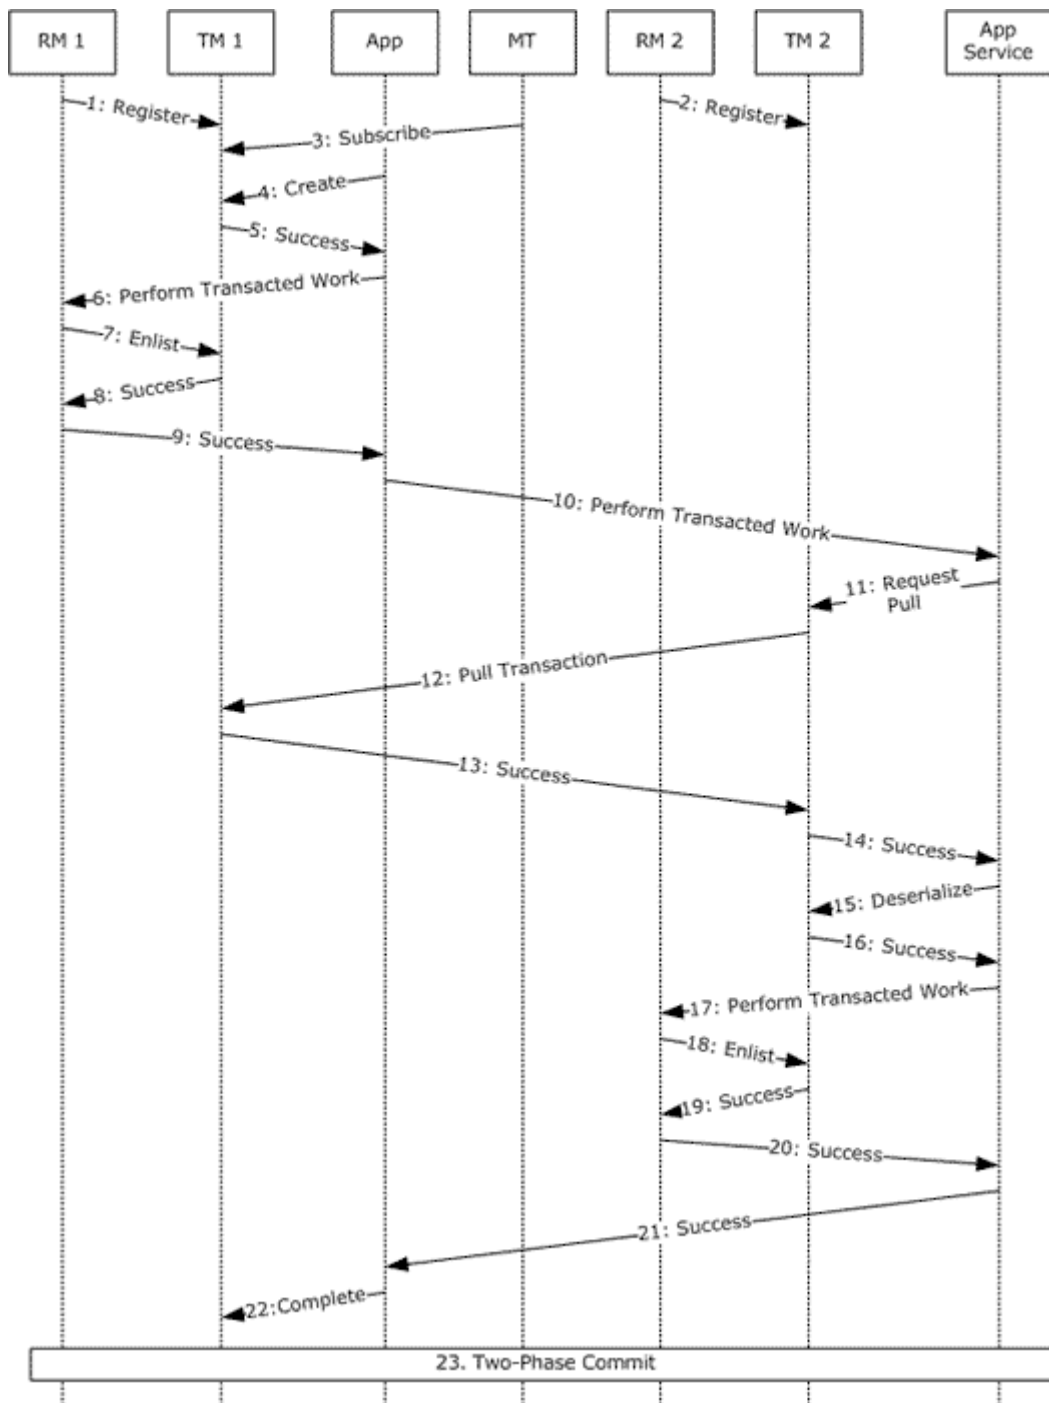 RM 1
TM 1
App
MT
RM 2
TM 2
App
Service
1: Register
2: Register
3: Subscribe
4: Create
5: Success
6: Perform Transacted Work
7: Enlist
8: Success
9: Success
10: Perform Transacted Work
11: Request
Pull
12: Pull Transaction
13: Success
14: Success
15: Deserialize
16: Success
17: Perform Transacted Work
18: Enlist
19: Success
20: Success
21: Success
22:Complete
23. Two-Phase Commit